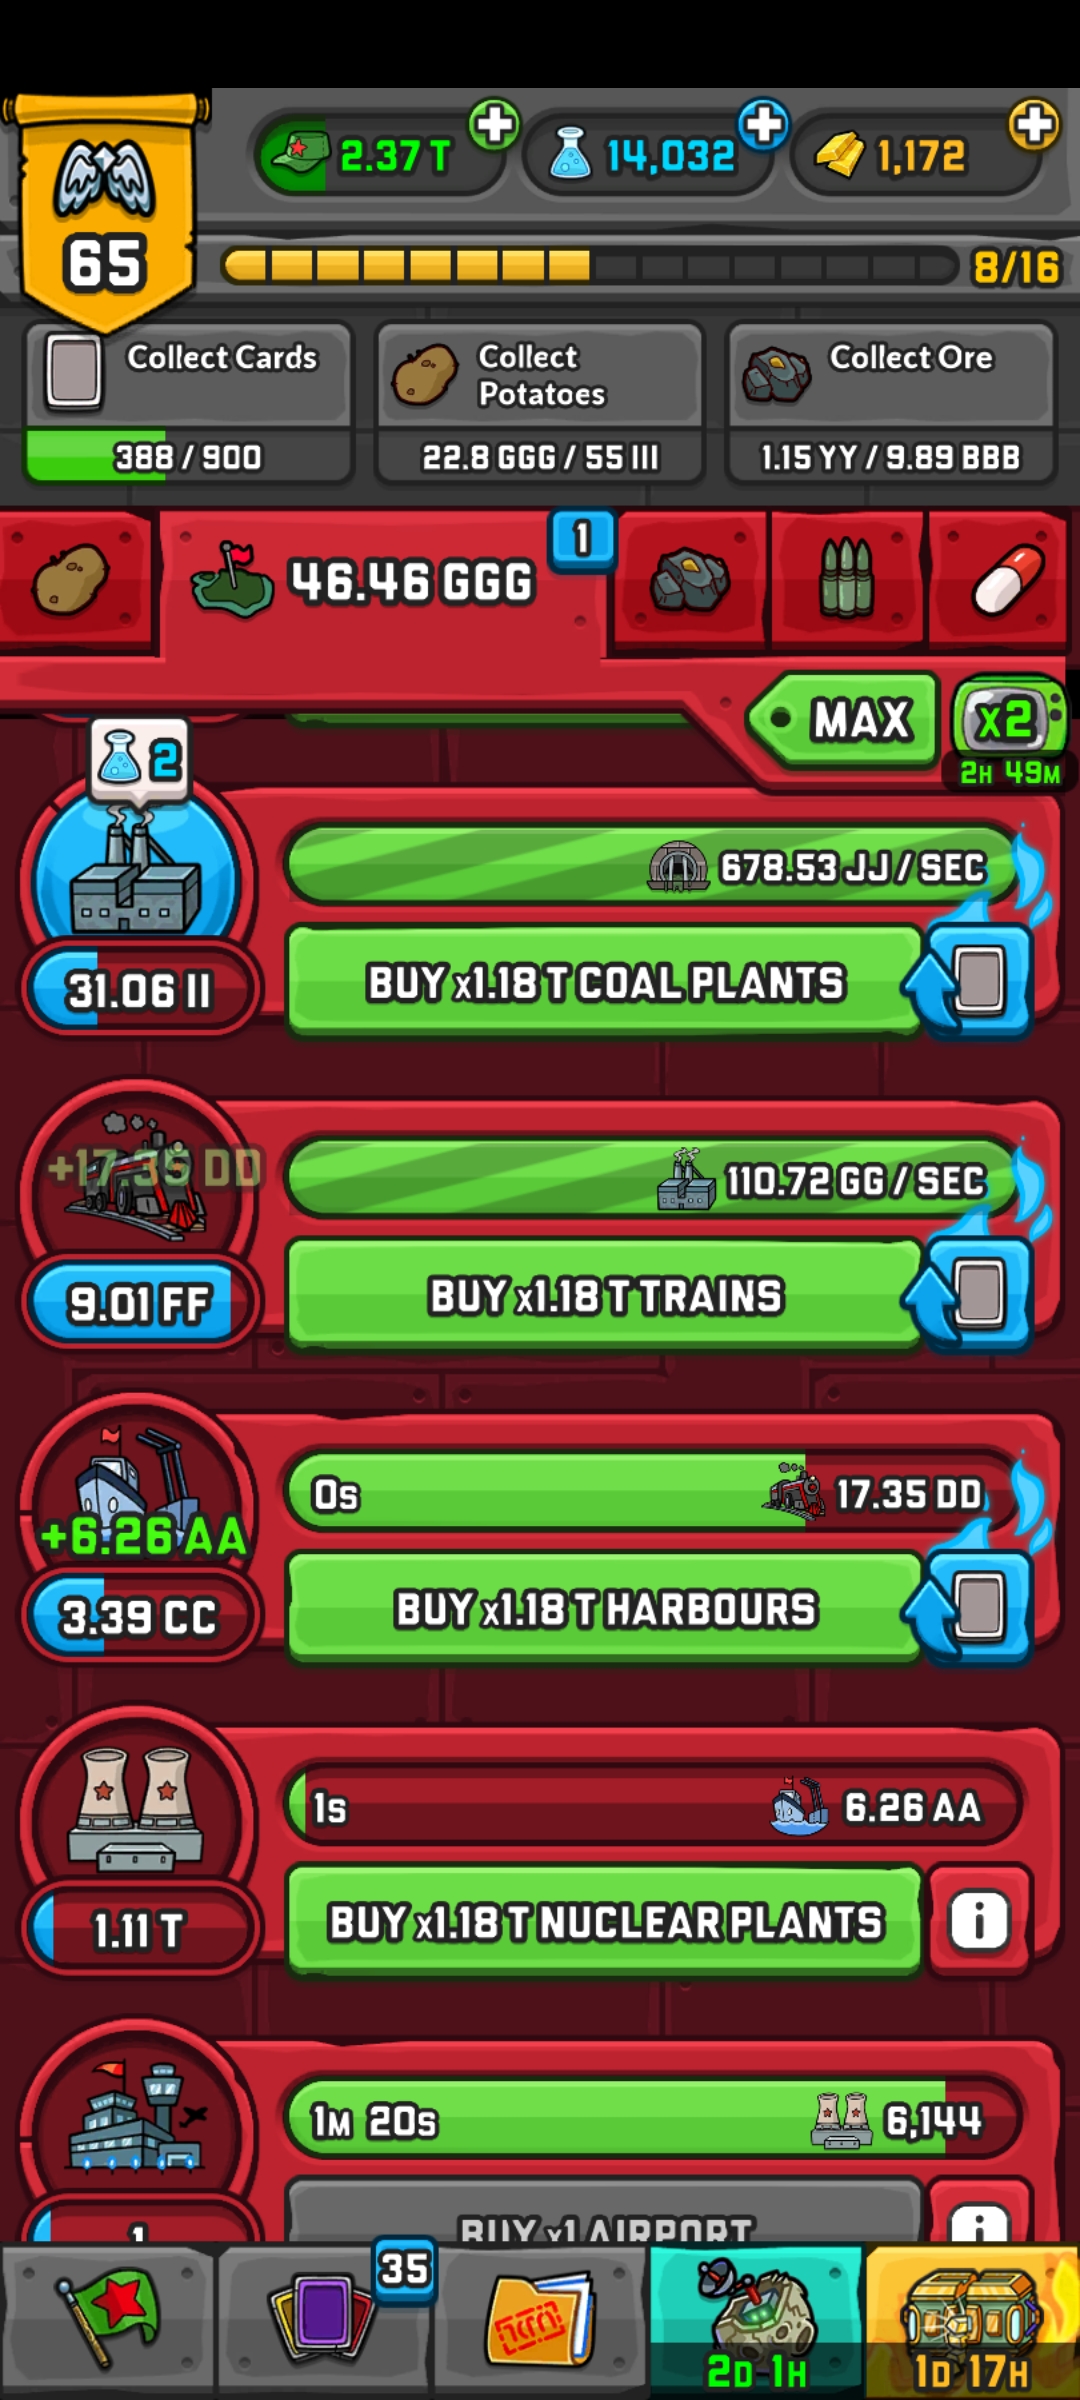 2.37 T
14,032
1,172
65
8/16
Collect Cards
388 / 900
Collect
Potatoes
22.8 GGG / 55 III
Collect Ore
1.15 YY / 9.89 BBB
46.46 GGG
1
MAX
x2
2H 49M
2
678.53 JJ / SEC
31.06 II
BUY x1.18 T COAL PLANTS
+17.35 DD
110.72 GG / SEC
9.01 FF
BUY x1.18 T TRAINS
0s
17.35 DD
+6.26 AA
3.39 CC
BUY x1.18 T HARBOURS
1s
6.26 AA
1.11 T
BUY x1.18 T NUCLEAR PLANTS
i
1M 20s
6,144
1
BUY x1 AIRPORT
i
35
2D 1H
1D 17H